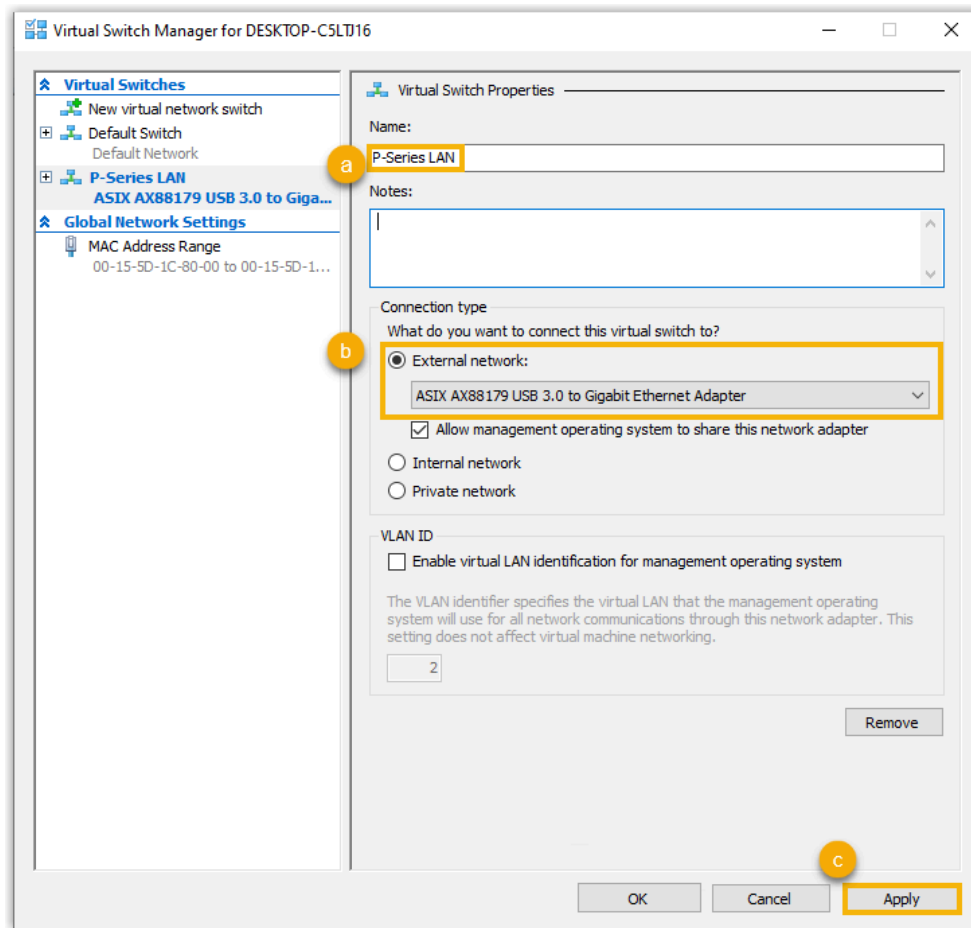 Virtual Switch Manager for DESKTOP-C5LTJ16
Virtual Switches
New virtual network switch
Default Switch
Default Network
P-Series LAN
ASIX AX88179 USB 3.0 to Giga...
Global Network Settings
MAC Address Range
00-15-5D-1C-80-00 to 00-15-5D-1...
Virtual Switch Properties
Name:
a
P-Series LAN
Notes:
Connection type
What do you want to connect this virtual switch to?
b
External network:
ASIX AX88179 USB 3.0 to Gigabit Ethernet Adapter
Allow management operating system to share this network adapter
Internal network
Private network
VLAN ID
Enable virtual LAN identification for management operating system
The VLAN identifier specifies the virtual LAN that the management operating
system will use for all network communications through this network adapter. This
setting does not affect virtual machine networking.
2
Remove
c
OK Cancel Apply